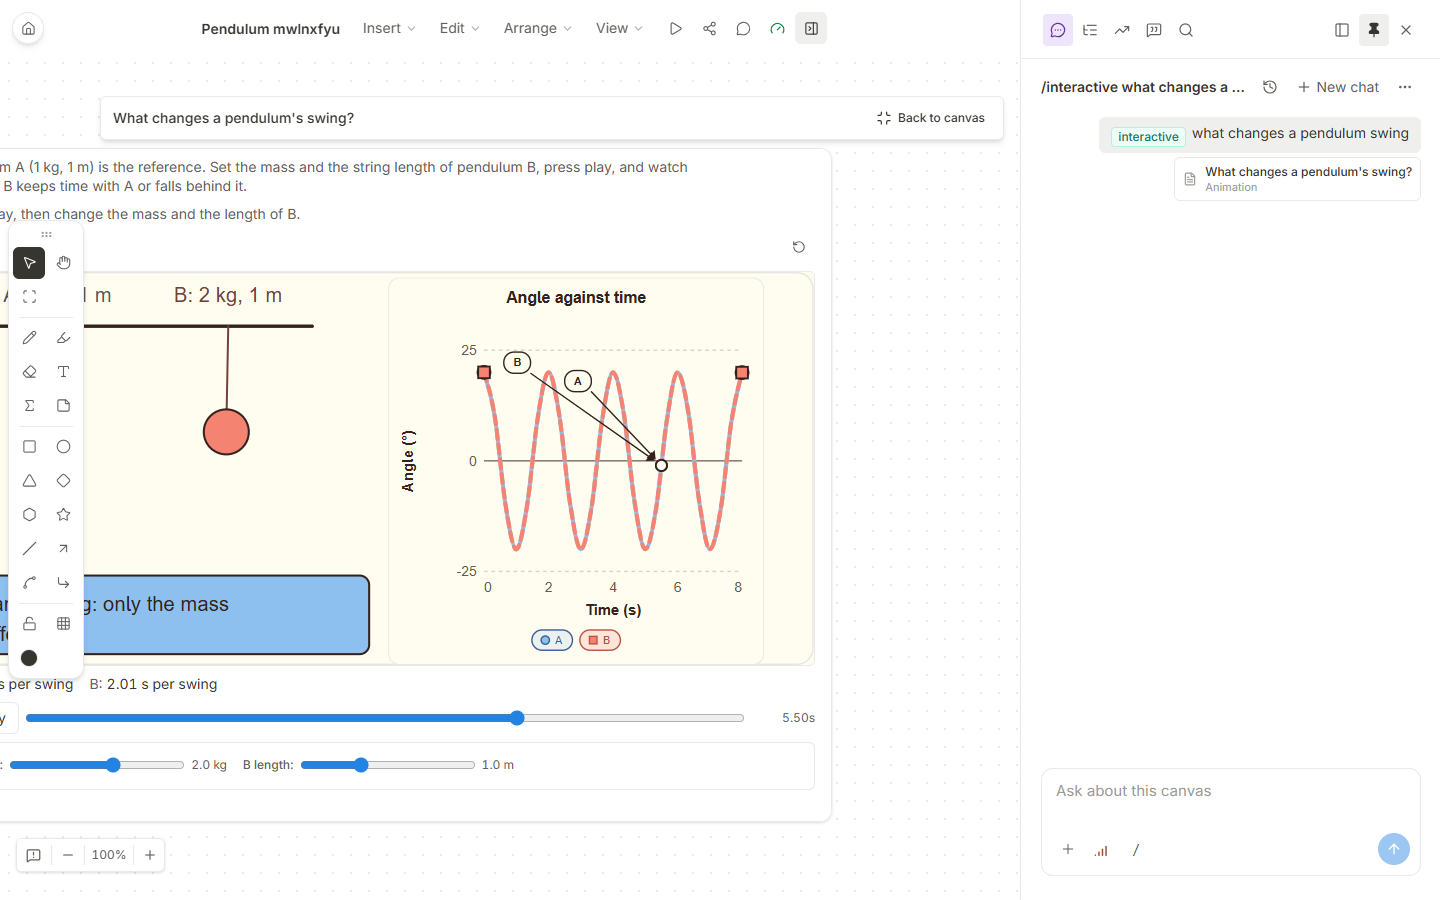 Pendulum mwlnxfyu
Insert
Edit
Arrange
View
What changes a pendulum's swing?
Back to canvas
m A (1 kg, 1 m) is the reference. Set the mass and the string length of pendulum B, press play, and watch
B keeps time with A or falls behind it.
ay, then change the mass and the length of B.
1 m
B: 2 kg, 1 m
Angle against time
25
0
-25
Angle (°)
B
A
0 2 4 6 8
Time (s)
A
B
g: only the mass
s per swing B: 2.01 s per swing
y
5.50s
: 2.0 kg B length: 1.0 m
100%
/interactive what changes a ...
New chat
interactive what changes a pendulum swing
What changes a pendulum's swing?
Animation
Ask about this canvas
/